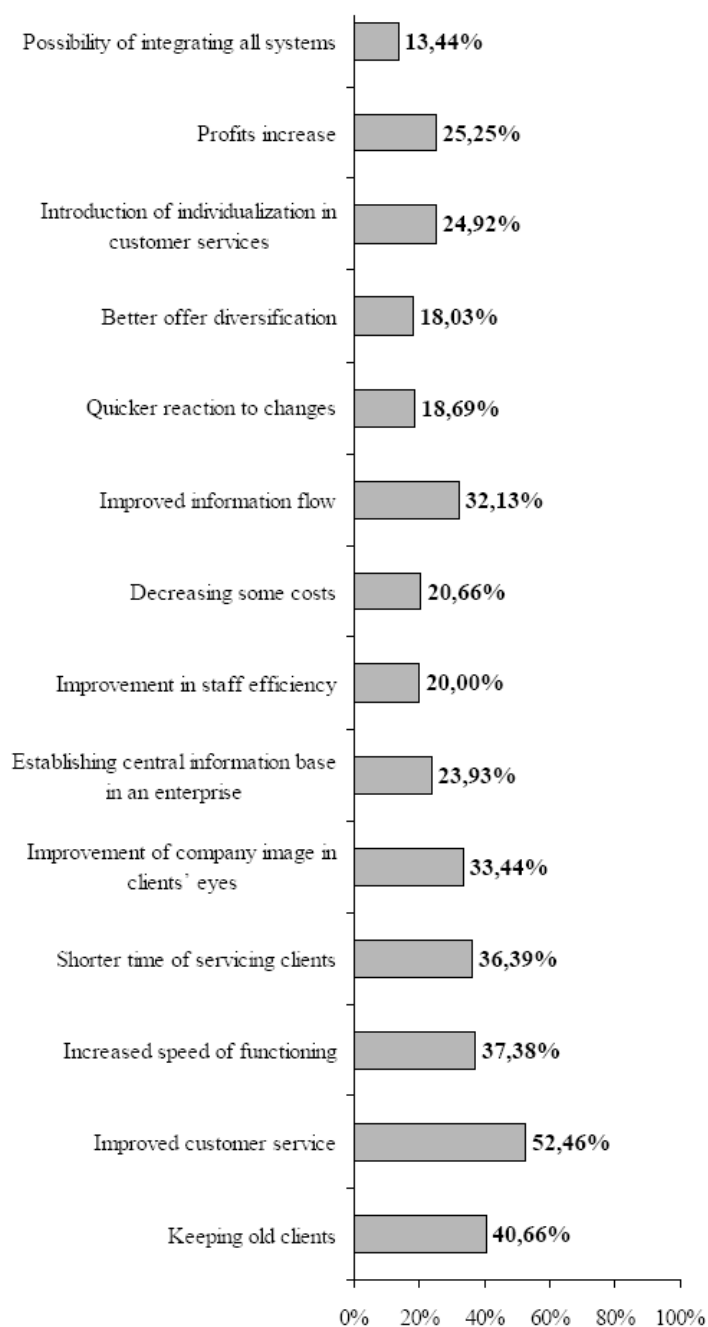 Possibility of integrating all systems
13,44%
Profits increase
25,25%
Introduction of individualization in
customer services
24,92%
Better offer diversification
18,03%
Quicker reaction to changes
18,69%
Improved information flow
32,13%
Decreasing some costs
20,66%
Improvement in staff efficiency
20,00%
Establishing central information base
in an enterprise
23,93%
Improvement of company image in
clients’ eyes
33,44%
Shorter time of servicing clients
36,39%
Increased speed of functioning
37,38%
Improved customer service
52,46%
Keeping old clients
40,66%
0% 20% 40% 60% 80% 100%